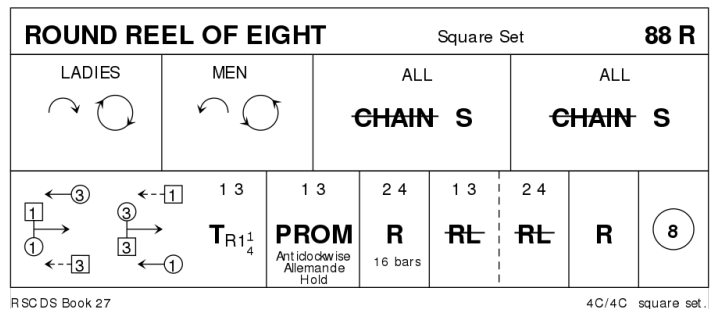 ROUND REEL OF EIGHT Square Set 88 R
LADIES MEN ALL ALL
CHAIN S CHAIN S
1 3 1 3 2 4 1 3 2 4
3 1
1 3
T R1 1/4 PROM R RL RL R 8
1 3
Anticlockwise
Allemande
Hold
16 bars
3 1
RSCDS Book 27 4C/4C square set.